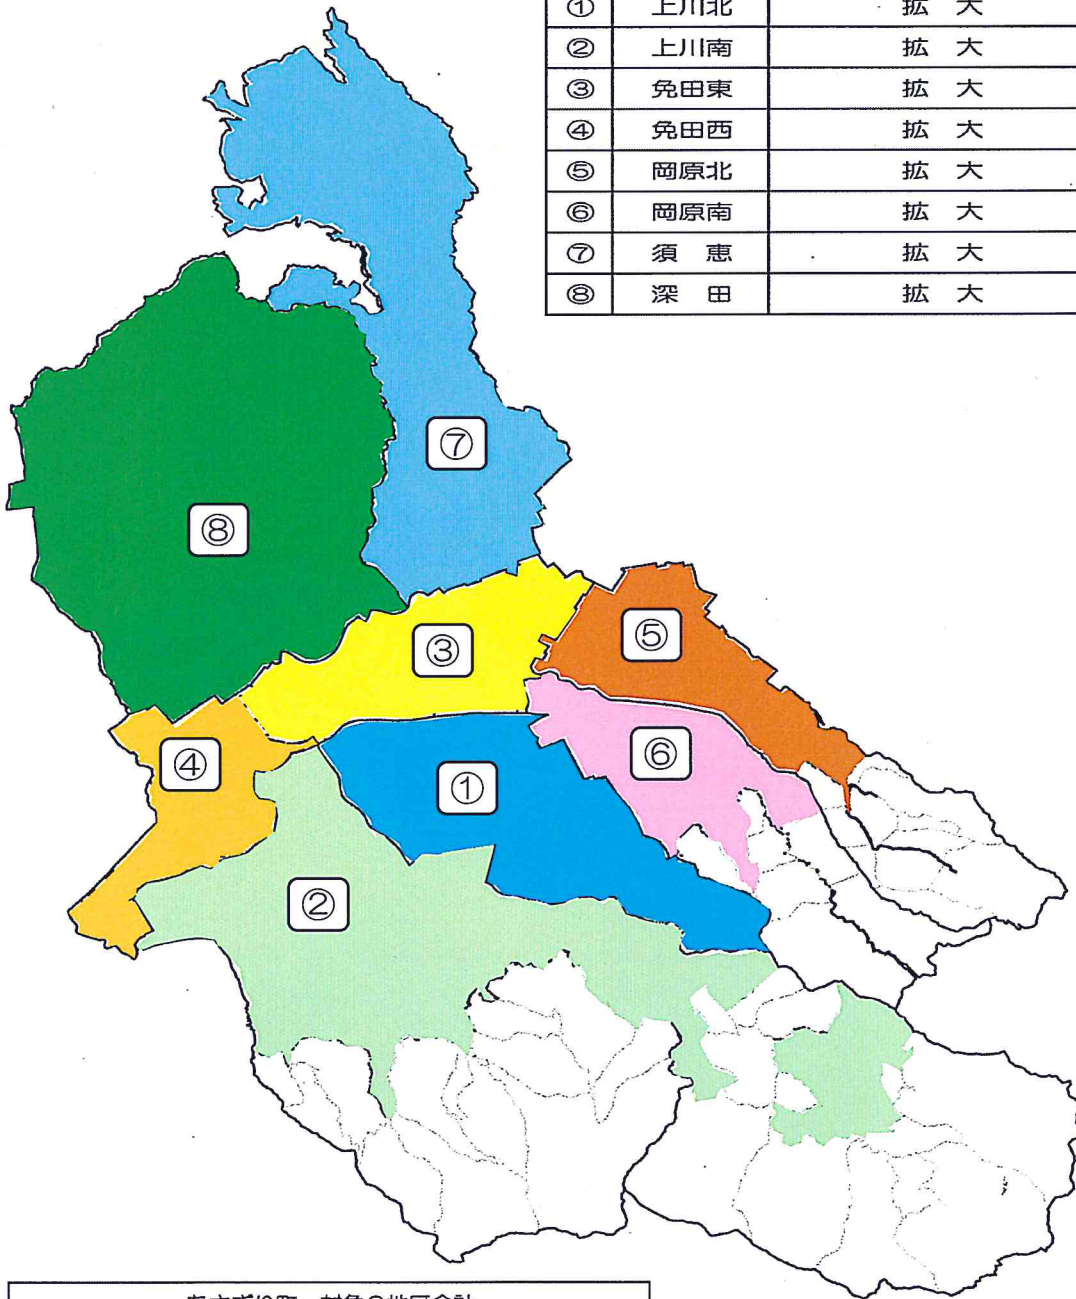 ① 上川北 拡 大
② 上川南 拡 大
③ 免田東 拡 大
④ 免田西 拡 大
⑤ 岡原北 拡 大
⑥ 岡原南 拡 大
⑦ 須 恵 拡 大
⑧ 深 田 拡 大
⑦
⑧
⑤
③
⑥
④
①
②